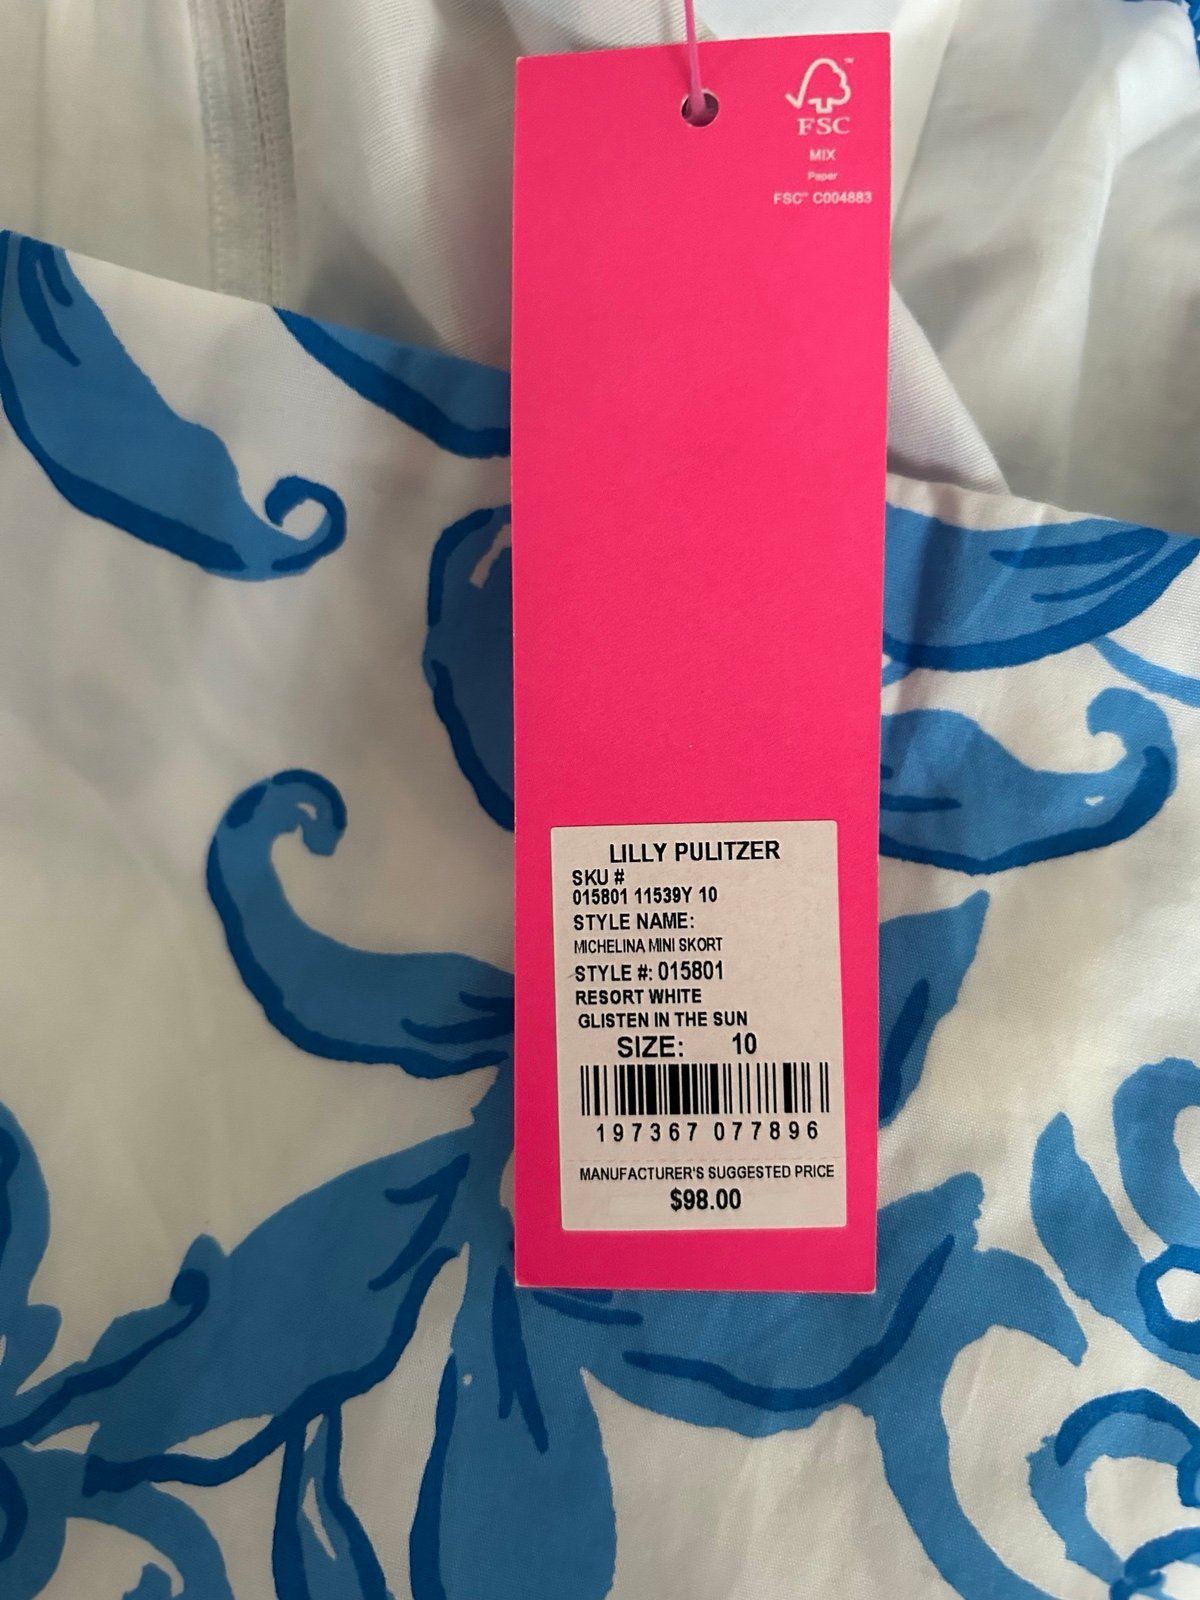 FSC™
MIX
Paper
FSC™ C004883
LILLY PULITZER
SKU #
015801 11539Y 10
STYLE NAME:
MICHELINA MINI SKORT
STYLE #: 015801
RESORT WHITE
GLISTEN IN THE SUN
SIZE: 10
197367 077896
MANUFACTURER'S SUGGESTED PRICE
$98.00